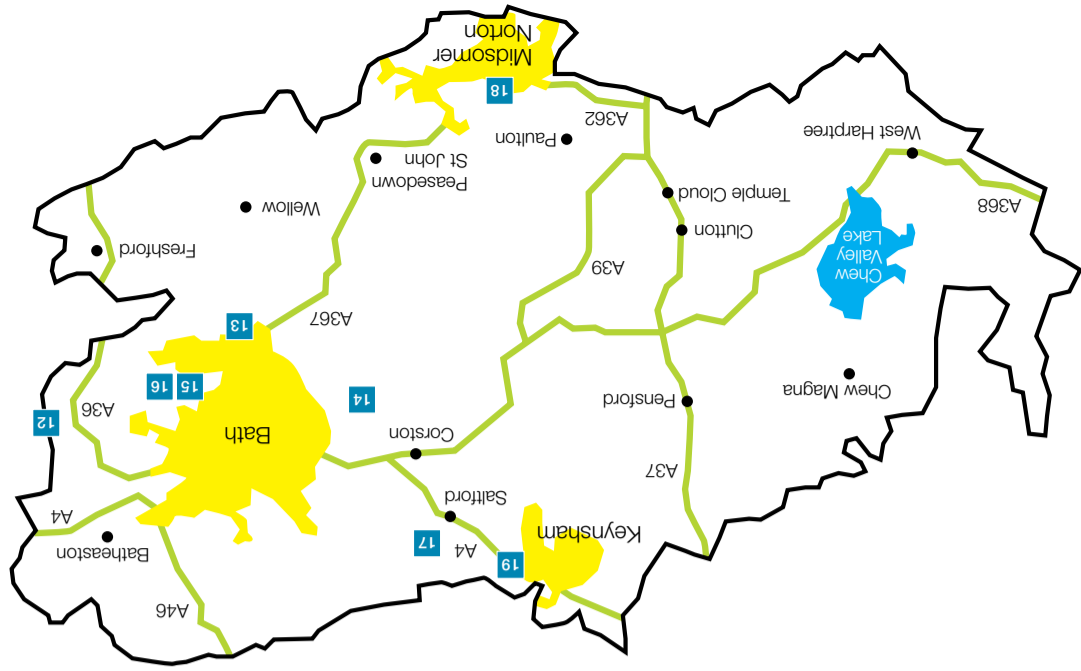 A46
19
Batheaston
A4
A4
17
Keynsham
A4
Saltford
A37
Corston
Bath
12
A36
Pensford
14
Chew Magna
15
16
13
A367
Chew
Valley
Lake
A39
Freshford
Clutton
Wellow
A368
Temple Cloud
Peasedown
St John
Paulton
West Harptree
A362
18
Midsomer
Norton